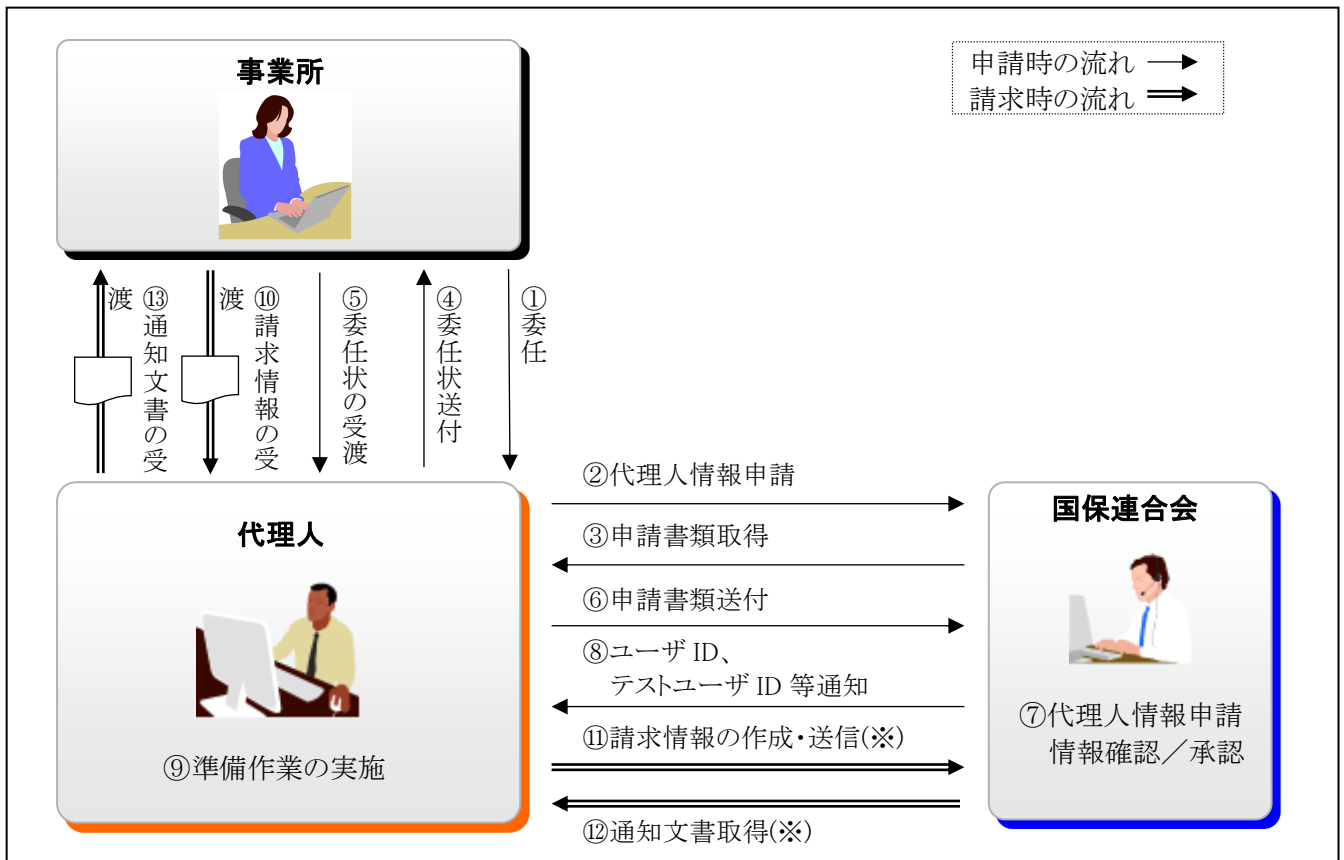 事業所
申請時の流れ
請求時の流れ
①委任
④委任状送付
⑤委任状の受渡
⑩請求情報の受
渡
⑬通知文書の受
渡
代理人
⑨準備作業の実施
②代理人情報申請
③申請書類取得
⑥申請書類送付
⑧ユーザ ID、
テストユーザ ID 等通知
⑪請求情報の作成・送信(※)
⑫通知文書取得(※)
国保連合会
⑦代理人情報申請
情報確認／承認